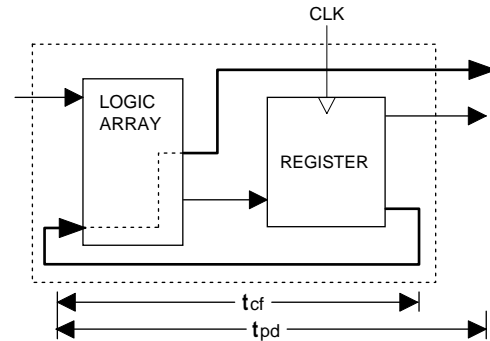 CLK
LOGIC
ARRAY
REGISTER
tcf
tpd